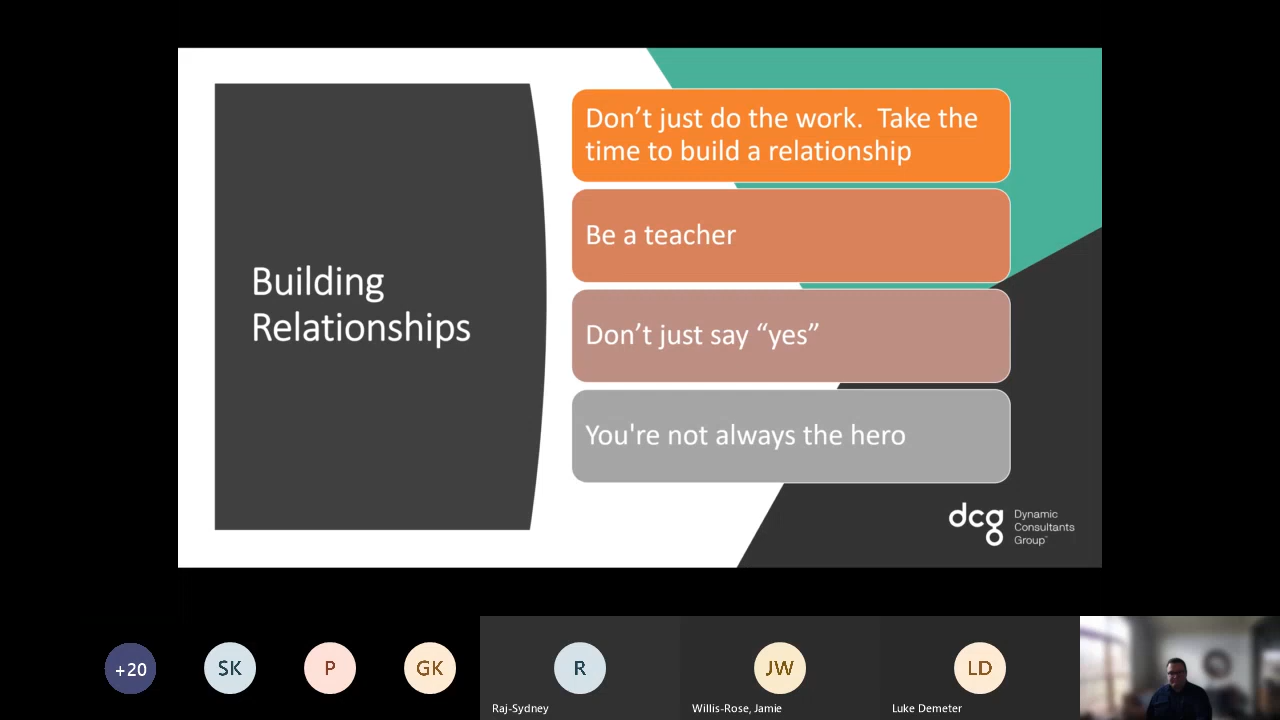 Building
Relationships
Don’t just do the work.  Take the
time to build a relationship
Be a teacher
Don’t just say “yes”
You're not always the hero
dcg
Dynamic
Consultants
Group™
+20
SK
P
GK
R
JW
LD
Raj-Sydney
Willis-Rose, Jamie
Luke Demeter